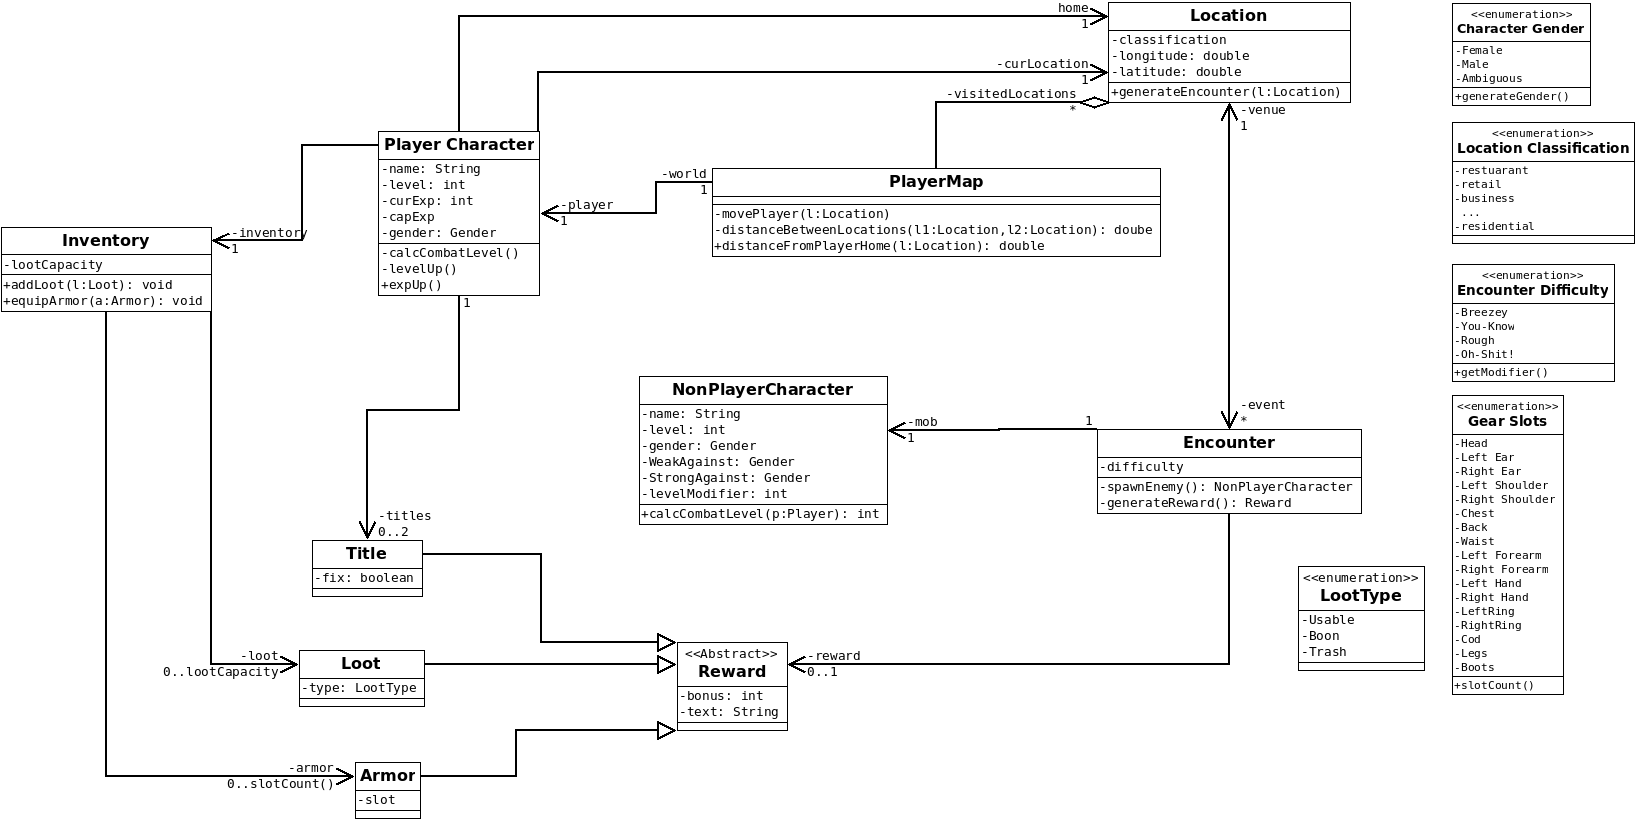 home
1
-curLocation
1
-visitedLocations
*
Location
-classification
-longitude: double
-latitude: double
+generateEncounter(l:Location)
-venue
1
Player Character
-name: String
-level: int
-curExp: int
-capExp
-gender: Gender
-calcCombatLevel()
-levelUp()
+expUp()
1
-player
1
-world
1
PlayerMap
-movePlayer(l:Location)
-distanceBetweenLocations(l1:Location,l2:Location): doube
+distanceFromPlayerHome(l:Location): double
Inventory
-lootCapacity
+addLoot(l:Loot): void
+equipArmor(a:Armor): void
-inventory
1
NonPlayerCharacter
-name: String
-level: int
-gender: Gender
-WeakAgainst: Gender
-StrongAgainst: Gender
-levelModifier: int
+calcCombatLevel(p:Player): int
-mob
1
1
-event
*
Encounter
-difficulty
-spawnEnemy(): NonPlayerCharacter
-generateReward(): Reward
-titles
0..2
Title
-fix: boolean
-loot
0..lootCapacity
Loot
-type: LootType
<<Abstract>>
Reward
-bonus: int
-text: String
-reward
0..1
-armor
0..slotCount()
Armor
-slot
<<enumeration>>
LootType
-Usable
-Boon
-Trash
<<enumeration>>
Character Gender
-Female
-Male
-Ambiguous
+generateGender()
<<enumeration>>
Location Classification
-restuarant
-retail
-business
...
-residential
<<enumeration>>
Encounter Difficulty
-Breezey
-You-Know
-Rough
-Oh-Shit!
+getModifier()
<<enumeration>>
Gear Slots
-Head
-Left Ear
-Right Ear
-Left Shoulder
-Right Shoulder
-Chest
-Back
-Waist
-Left Forearm
-Right Forearm
-Left Hand
-Right Hand
-LeftRing
-RightRing
-Cod
-Legs
-Boots
+slotCount()